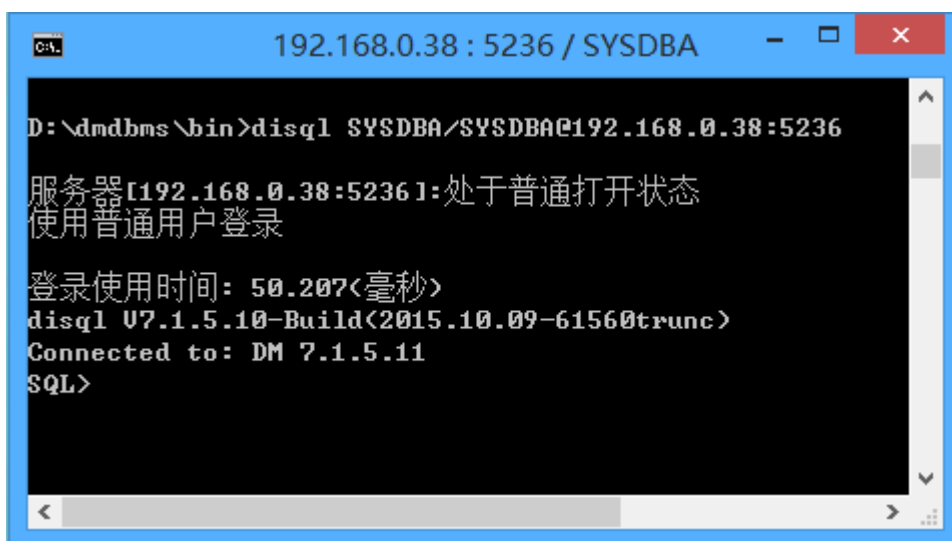 192.168.0.38 : 5236 / SYSDBA
D:\dmdbms\bin>disql SYSDBA/SYSDBA@192.168.0.38:5236
服务器[192.168.0.38:5236]:处于普通打开状态
使用普通用户登录
登录使用时间: 50.207(毫秒)
disql V7.1.5.10-Build(2015.10.09-61560trunc)
Connected to: DM 7.1.5.11
SQL>